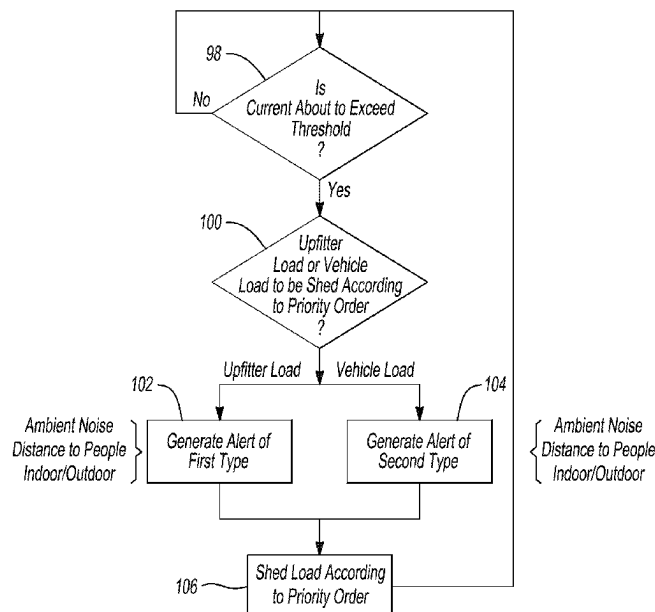 98
Is
Current About to Exceed
Threshold
?
No
Yes
100
Upfitter
Load or Vehicle
Load to be Shed According
to Priority Order
?
Upfitter Load
Vehicle Load
102
104
Ambient Noise
Distance to People
Indoor/Outdoor
Generate Alert of
First Type
Generate Alert of
Second Type
Ambient Noise
Distance to People
Indoor/Outdoor
106
Shed Load According
to Priority Order